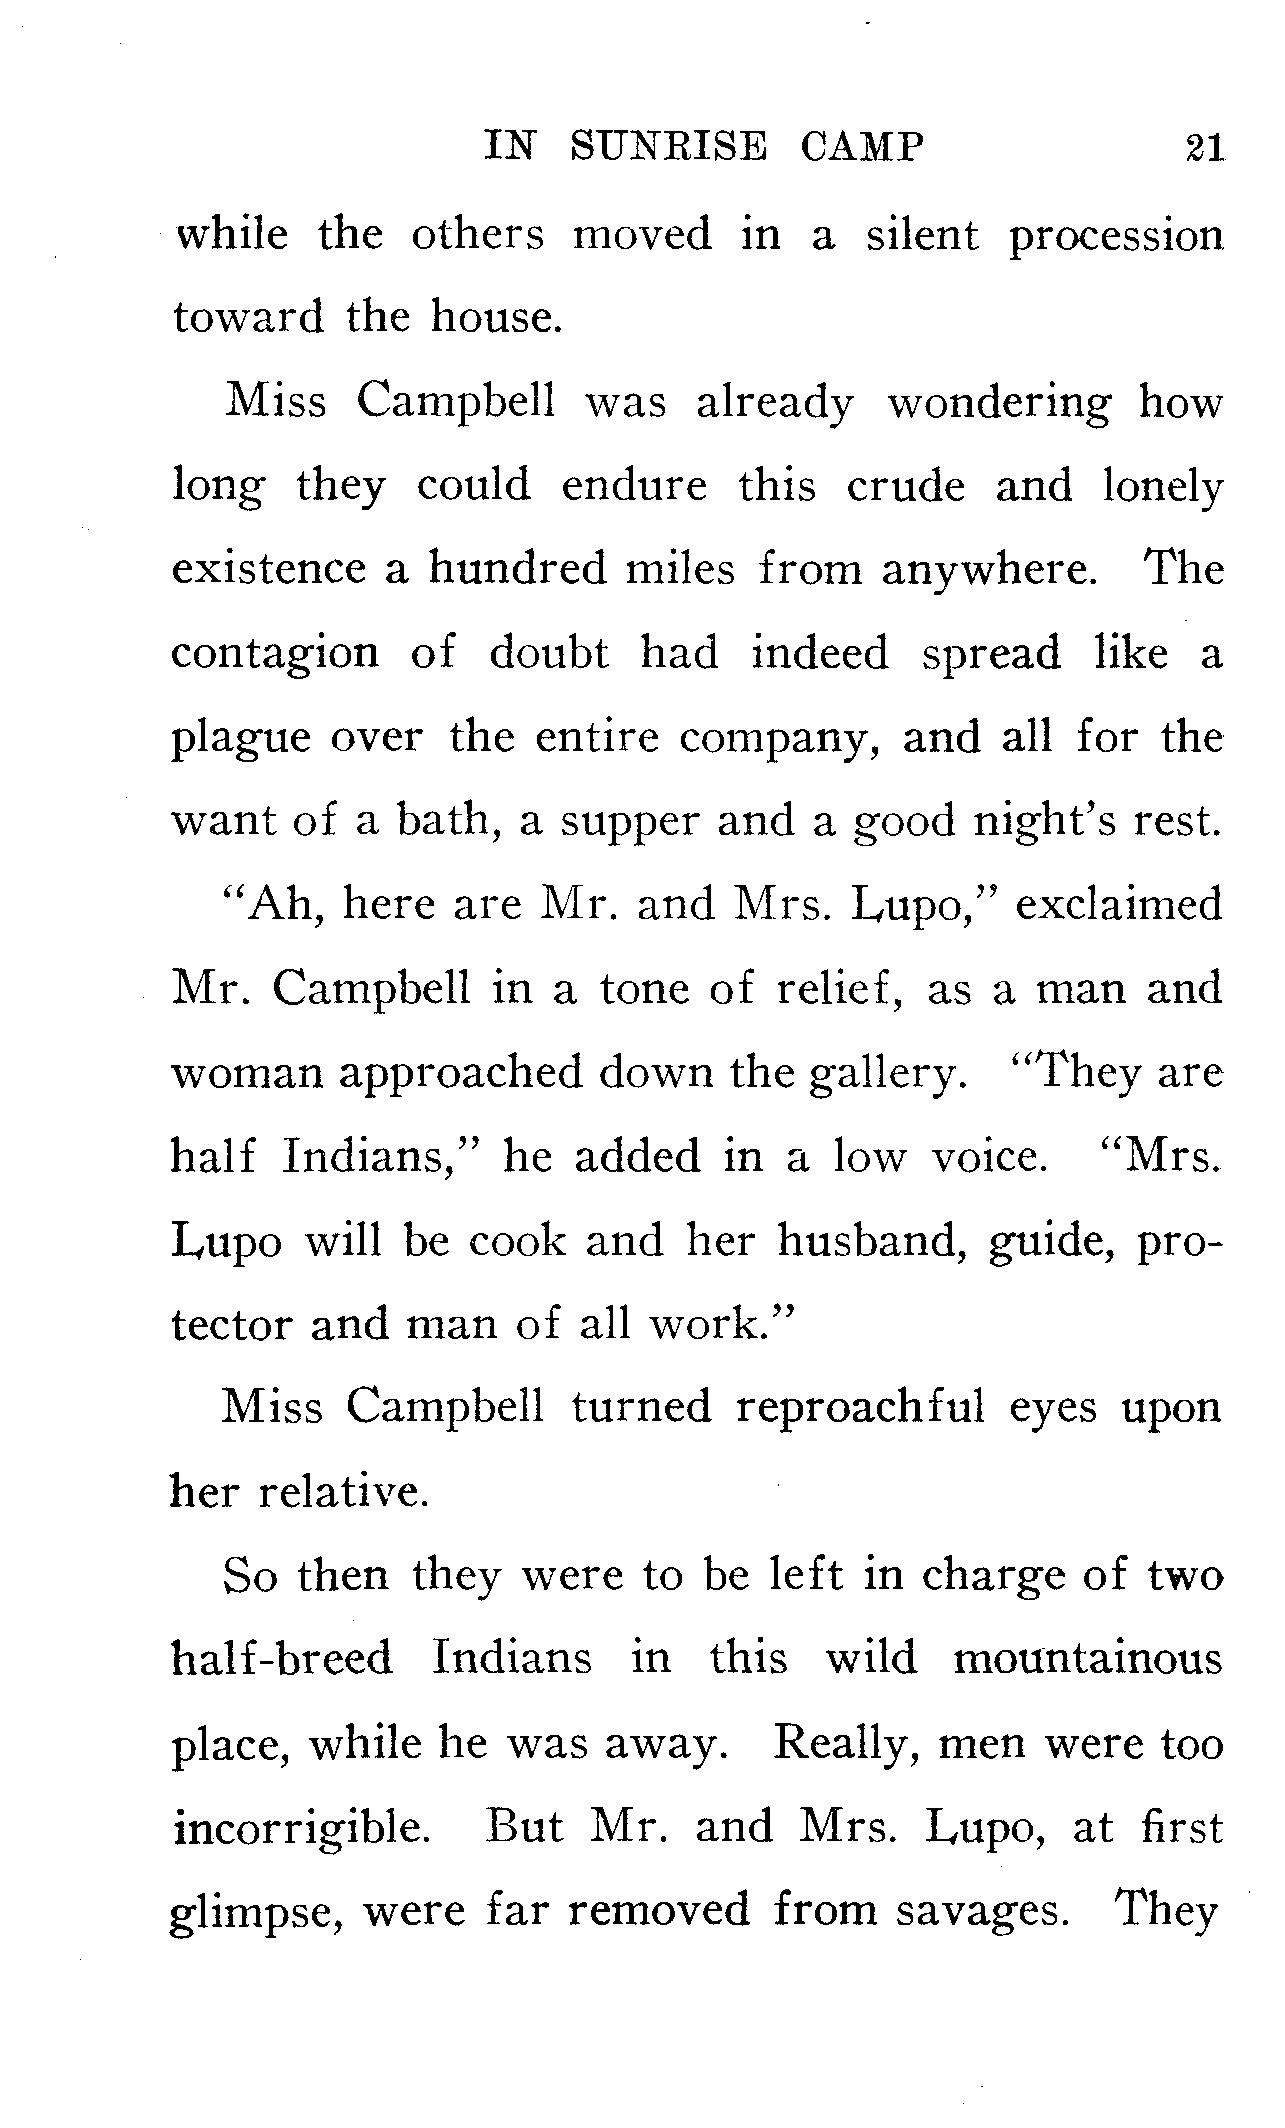 IN SUNRISE CAMP 21
while the others moved in a silent procession
toward the house.
Miss Campbell was already wondering how
long they could endure this crude and lonely
existence a hundred miles from anywhere. The
contagion of doubt had indeed spread like a
plague over the entire company, and all for the
want of a bath, a supper and a good night's rest.
"Ah, here are Mr. and Mrs. Lupo," exclaimed
Mr. Campbell in a tone of relief, as a man and
woman approached down the gallery. "They are
half Indians," he added in a low voice. "Mrs.
Lupo will be cook and her husband, guide, pro-
tector and man of all work."
Miss Campbell turned reproachful eyes upon
her relative.
So then they were to be left in charge of two
half-breed Indians in this wild mountainous
place, while he was away. Really, men were too
incorrigible. But Mr. and Mrs. Lupo, at first
glimpse, were far removed from savages. They